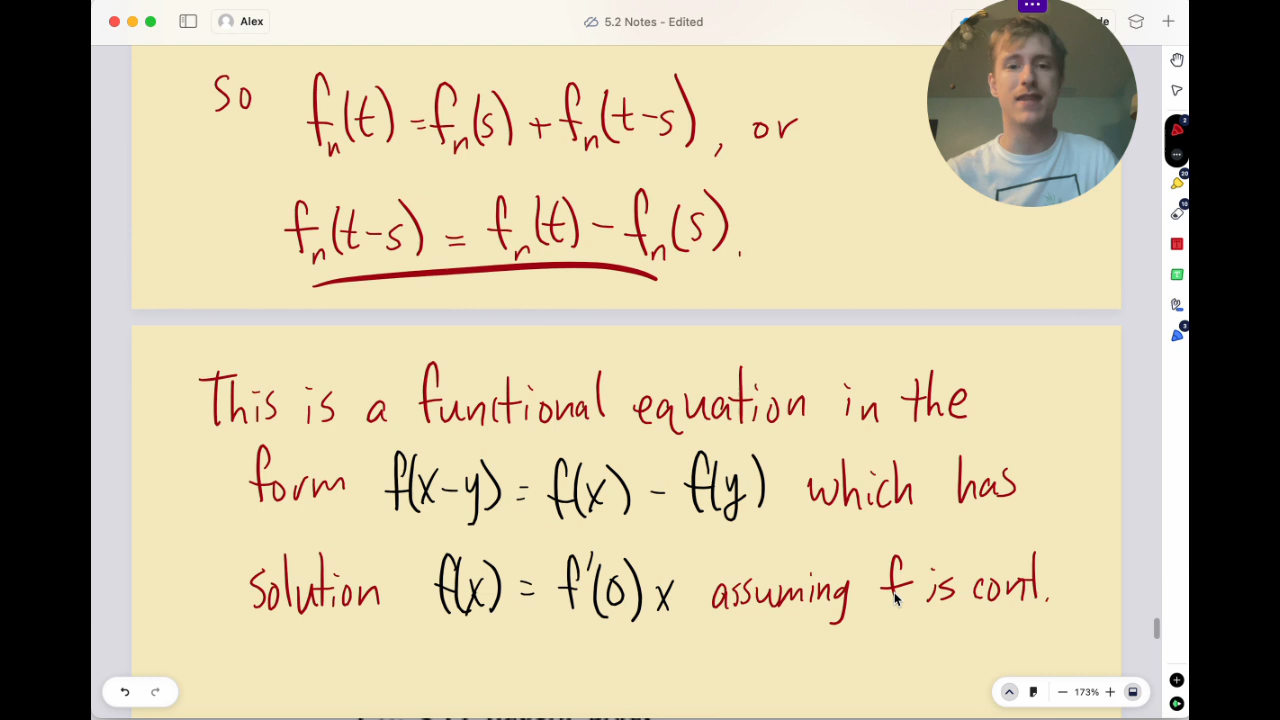 Alex
5.2 Notes - Edited
So f_n(t) = f_n(s) + f_n(t-s), or
f_n(t-s) = f_n(t) - f_n(s).
This is a functional equation in the
form f(x-y) = f(x) - f(y) which has
solution f(x) = f'(0) x assuming f is cont.
173%